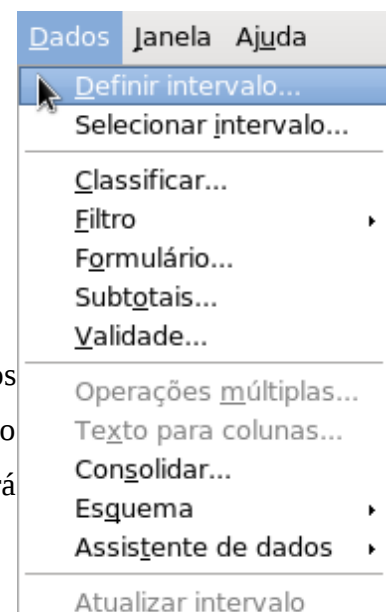 Dados Janela Ajuda
Definir intervalo...
Selecionar intervalo...
Classificar...
Filtro
Formulário...
Subtotais...
Validade...
Operações múltiplas...
Texto para colunas...
Consolidar...
Esquema
Assistente de dados
Atualizar intervalo